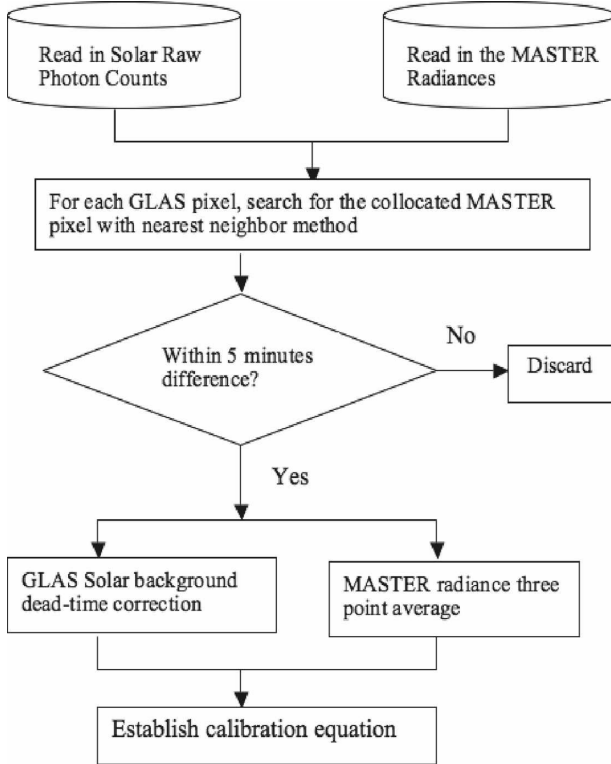 Read in Solar Raw
Photon Counts
Read in the MASTER
Radiances
For each GLAS pixel, search for the collocated MASTER
pixel with nearest neighbor method
Within 5 minutes
difference?
No
Discard
Yes
GLAS Solar background
dead-time correction
MASTER radiance three
point average
Establish calibration equation